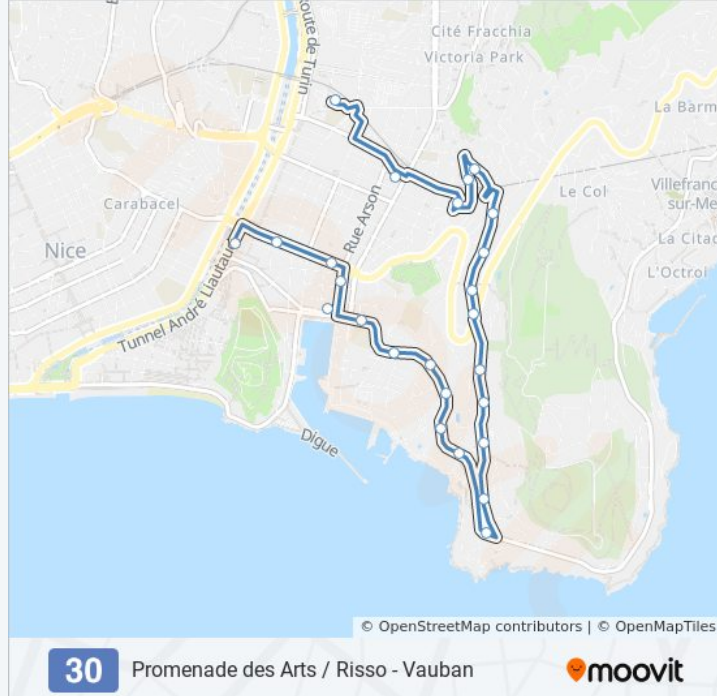 Route de Turin
Cité Fracchia
Victoria Park
La Barm
Carabacel
Rue Arson
Le Col
Villefranc
sur-Me
Nice
La Citad
L'Octroi
Tunnel André Liautaud
Digue
© OpenStreetMap contributors | © OpenMapTiles
30 Promenade des Arts / Risso - Vauban
moovit